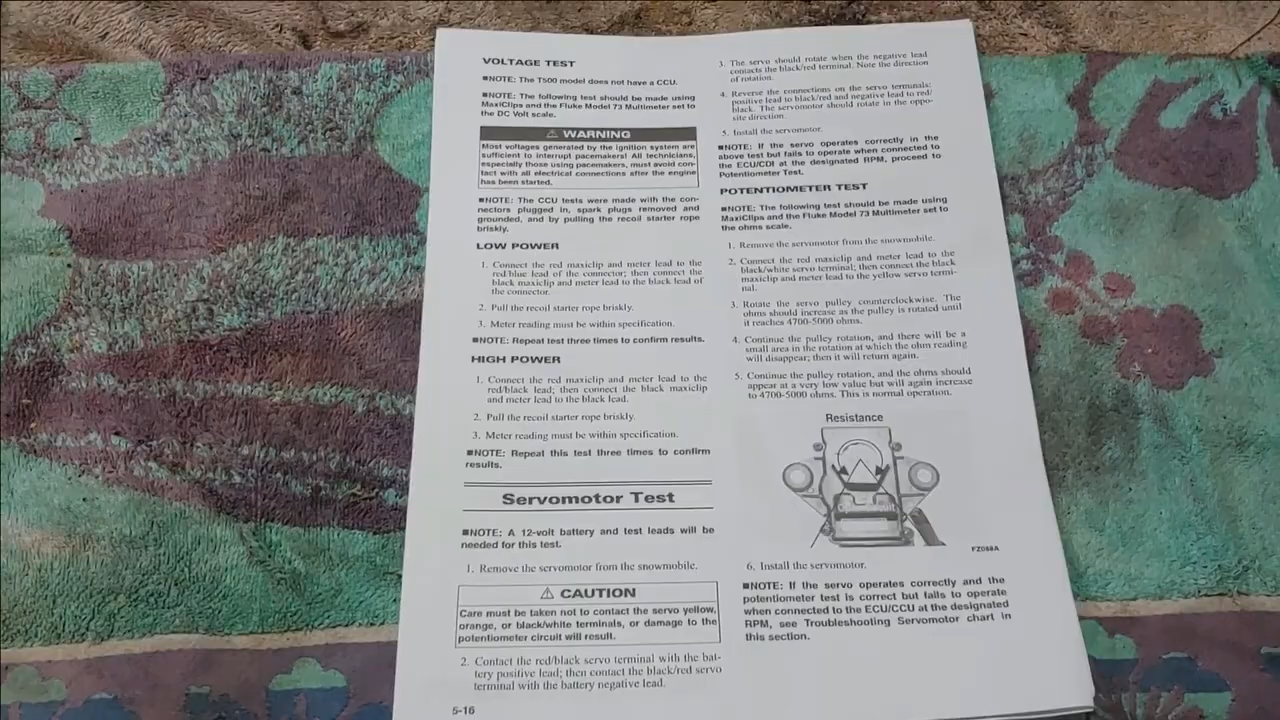 VOLTAGE TEST
■NOTE: The T500 model does not have a CCU.
■NOTE: The following test should be made using
MaxiClips and the Fluke Model 73 Multimeter set to
the DC Volt scale.
⚠ WARNING
Most voltages generated by the ignition system are
sufficient to interrupt pacemakers! All technicians,
especially those using pacemakers, must avoid con-
tact with all electrical connections after the engine
has been started.
■NOTE: The CCU tests were made with the con-
nectors plugged in, spark plugs removed and
grounded, and by pulling the recoil starter rope
briskly.
LOW POWER
1. Connect the red maxiclip and meter lead to the
red/blue lead of the connector; then connect the
black maxiclip and meter lead to the black lead of
the connector.
2. Pull the recoil starter rope briskly.
3. Meter reading must be within specification.
■NOTE: Repeat test three times to confirm results.
HIGH POWER
1. Connect the red maxiclip and meter lead to the
red/black lead; then connect the black maxiclip
and meter lead to the black lead.
2. Pull the recoil starter rope briskly.
3. Meter reading must be within specification.
■NOTE: Repeat this test three times to confirm
results.
Servomotor Test
■NOTE: A 12-volt battery and test leads will be
needed for this test.
1. Remove the servomotor from the snowmobile.
⚠ CAUTION
Care must be taken not to contact the servo yellow,
orange, or black/white terminals, or damage to the
potentiometer circuit will result.
2. Contact the red/black servo terminal with the bat-
tery positive lead; then contact the black/red servo
terminal with the battery negative lead.
5-16
3. The servo should rotate when the negative lead
contacts the black/red terminal. Note the direction
of rotation.
4. Reverse the connections on the servo terminals:
positive lead to black/red and negative lead to red/
black. The servomotor should rotate in the oppo-
site direction.
5. Install the servomotor.
■NOTE: If the servo operates correctly in the
above test but fails to operate when connected to
the ECU/CDI at the designated RPM, proceed to
Potentiometer Test.
POTENTIOMETER TEST
■NOTE: The following test should be made using
MaxiClips and the Fluke Model 73 Multimeter set to
the ohms scale.
1. Remove the servomotor from the snowmobile.
2. Connect the red maxiclip and meter lead to the
black/white servo terminal; then connect the black
maxiclip and meter lead to the yellow servo termi-
nal.
3. Rotate the servo pulley counterclockwise. The
ohms should increase as the pulley is rotated until
it reaches 4700-5000 ohms.
4. Continue the pulley rotation, and there will be a
small area in the rotation at which the ohm reading
will disappear; then it will return again.
5. Continue the pulley rotation, and the ohms should
appear at a very low value but will again increase
to 4700-5000 ohms. This is normal operation.
Resistance
FZ088A
6. Install the servomotor.
■NOTE: If the servo operates correctly and the
potentiometer test is correct but fails to operate
when connected to the ECU/CCU at the designated
RPM, see Troubleshooting Servomotor chart in
this section.